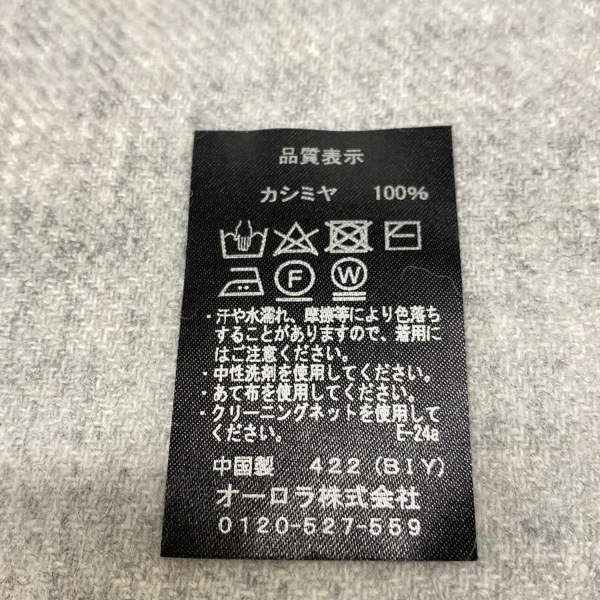 品質表示
カシミヤ 100%
F W
・汗や水濡れ、摩擦等により色落ち
することがありますので、着用に
はご注意ください。
・中性洗剤を使用してください。
・あて布を使用してください。
・クリーニングネットを使用して
ください。 E-24a
中国製 422(BIY)
オーロラ株式会社
0120-527-559